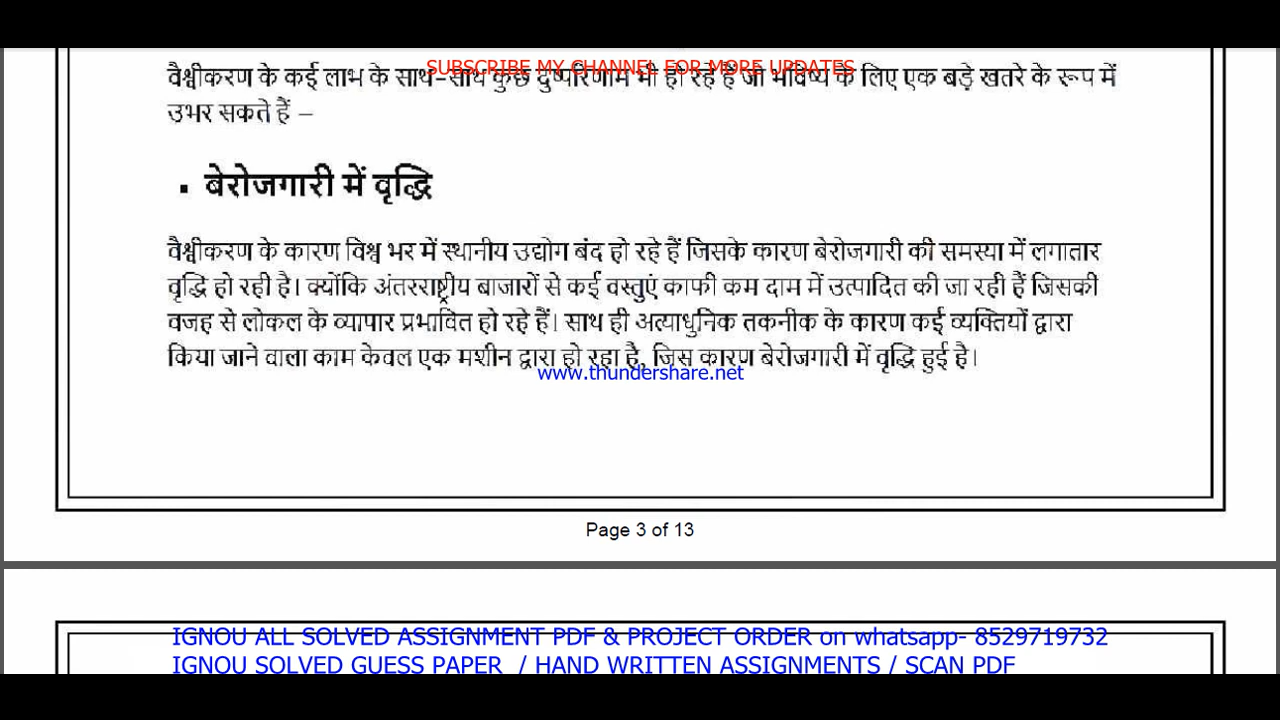 SUBSCRIBE MY CHANNEL FOR MORE UPDATES
वैश्वीकरण के कई लाभ के साथ-साथ कुछ दुष्परिणाम भी हो रहे हैं जो भविष्य के लिए एक बड़े खतरे के रूप में
उभर सकते हैं –
▪ बेरोजगारी में वृद्धि
वैश्वीकरण के कारण विश्व भर में स्थानीय उद्योग बंद हो रहे हैं जिसके कारण बेरोजगारी की समस्या में लगातार
वृद्धि हो रही है। क्योंकि अंतरराष्ट्रीय बाजारों से कई वस्तुएं काफी कम दाम में उत्पादित की जा रही हैं जिसकी
वजह से लोकल के व्यापार प्रभावित हो रहे हैं। साथ ही अत्याधुनिक तकनीक के कारण कई व्यक्तियों द्वारा
किया जाने वाला काम केवल एक मशीन द्वारा हो रहा है, जिस कारण बेरोजगारी में वृद्धि हुई है।
www.thundershare.net
Page 3 of 13
IGNOU ALL SOLVED ASSIGNMENT PDF & PROJECT ORDER on whatsapp- 8529719732
IGNOU SOLVED GUESS PAPER / HAND WRITTEN ASSIGNMENTS / SCAN PDF